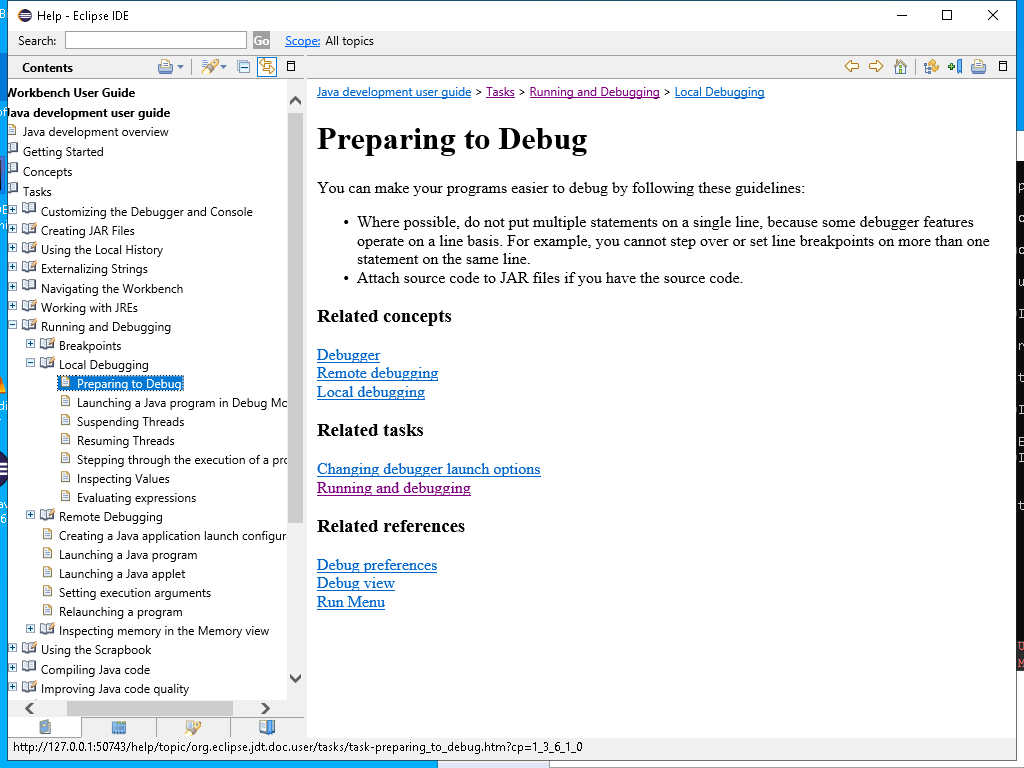 Help - Eclipse IDE
Search:
Go
Scope: All topics
Contents
Workbench User Guide
Java development user guide
Java development overview
Getting Started
Concepts
Tasks
Customizing the Debugger and Console
Creating JAR Files
Using the Local History
Externalizing Strings
Navigating the Workbench
Working with JREs
Running and Debugging
Breakpoints
Local Debugging
Preparing to Debug
Launching a Java program in Debug Mo
Suspending Threads
Resuming Threads
Stepping through the execution of a pro
Inspecting Values
Evaluating expressions
Remote Debugging
Creating a Java application launch configur
Launching a Java program
Launching a Java applet
Setting execution arguments
Relaunching a program
Inspecting memory in the Memory view
Using the Scrapbook
Compiling Java code
Improving Java code quality
Java development user guide > Tasks > Running and Debugging > Local Debugging
Preparing to Debug
You can make your programs easier to debug by following these guidelines:
• Where possible, do not put multiple statements on a single line, because some debugger features
operate on a line basis. For example, you cannot step over or set line breakpoints on more than one
statement on the same line.
• Attach source code to JAR files if you have the source code.
Related concepts
Debugger
Remote debugging
Local debugging
Related tasks
Changing debugger launch options
Running and debugging
Related references
Debug preferences
Debug view
Run Menu
http://127.0.0.1:50743/help/topic/org.eclipse.jdt.doc.user/tasks/task-preparing_to_debug.htm?cp=1_3_6_1_0